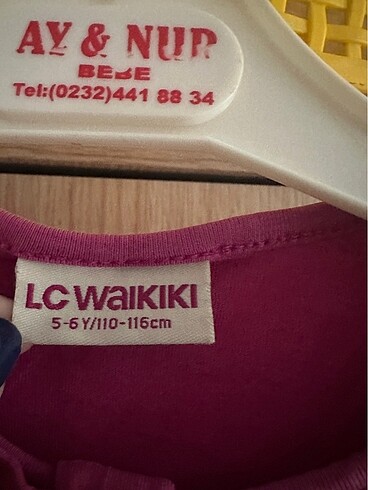 AY & NUR
BEBE
Tel:(0232)441 88 34
LC WAIKIKI
5-6 Y/110-116cm